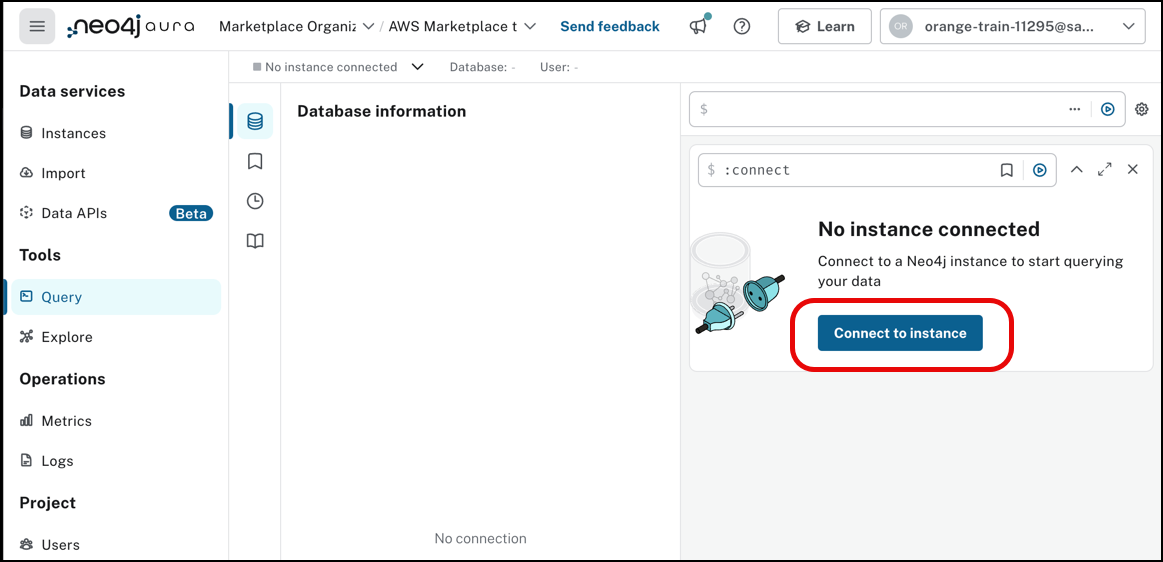 neo4j aura
Marketplace Organiz / AWS Marketplace t
Send feedback
Learn
OR
orange-train-11295@sa...
No instance connected
Database: -
User: -
Data services
Instances
Import
Data APIs
Beta
Tools
Query
Explore
Operations
Metrics
Logs
Project
Users
Database information
No connection
$
$ :connect
No instance connected
Connect to a Neo4j instance to start querying
your data
Connect to instance